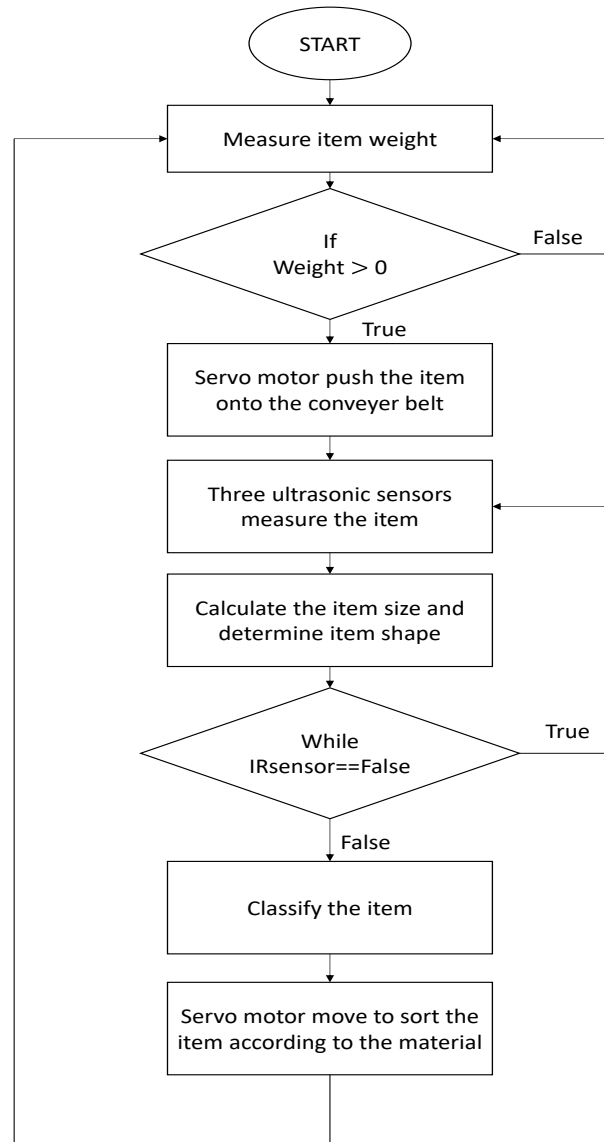 START
Measure item weight
If
Weight > 0
False
True
Servo motor push the item
onto the conveyer belt
Three ultrasonic sensors
measure the item
Calculate the item size and
determine item shape
While
IRsensor==False
True
False
Classify the item
Servo motor move to sort the
item according to the material